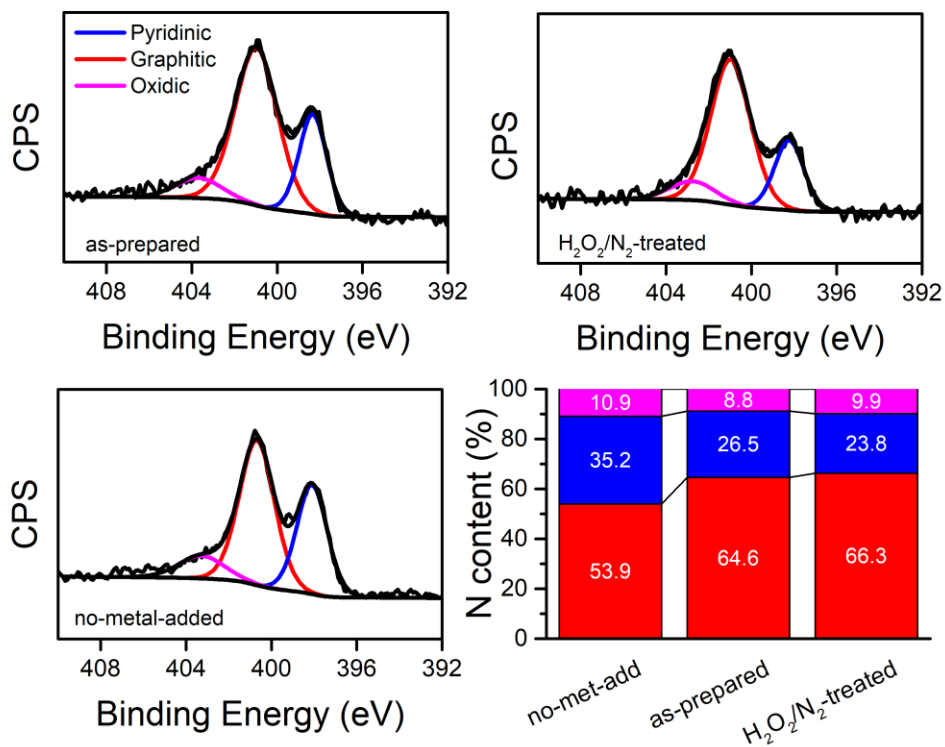 Pyridinic
Graphitic
Oxidic
CPS
as-prepared
408 404 400 396 392
Binding Energy (eV)
CPS
H₂O₂/N₂-treated
408 404 400 396 392
Binding Energy (eV)
CPS
no-metal-added
408 404 400 396 392
Binding Energy (eV)
N content (%)
100
80
60
40
20
0
10.9 8.8 9.9
35.2 26.5 23.8
53.9 64.6 66.3
no-met-add
as-prepared
H₂O₂/N₂-treated